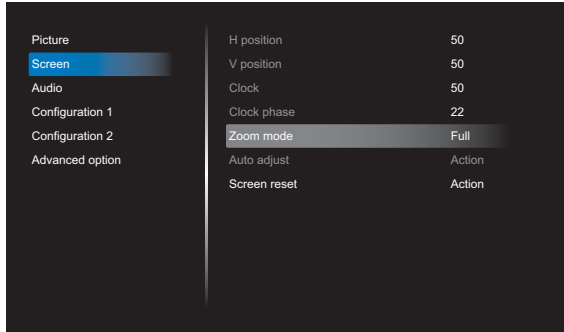 Picture
Screen
Audio
Configuration 1
Configuration 2
Advanced option
H position 50
V position 50
Clock 50
Clock phase 22
Zoom mode Full
Auto adjust Action
Screen reset Action